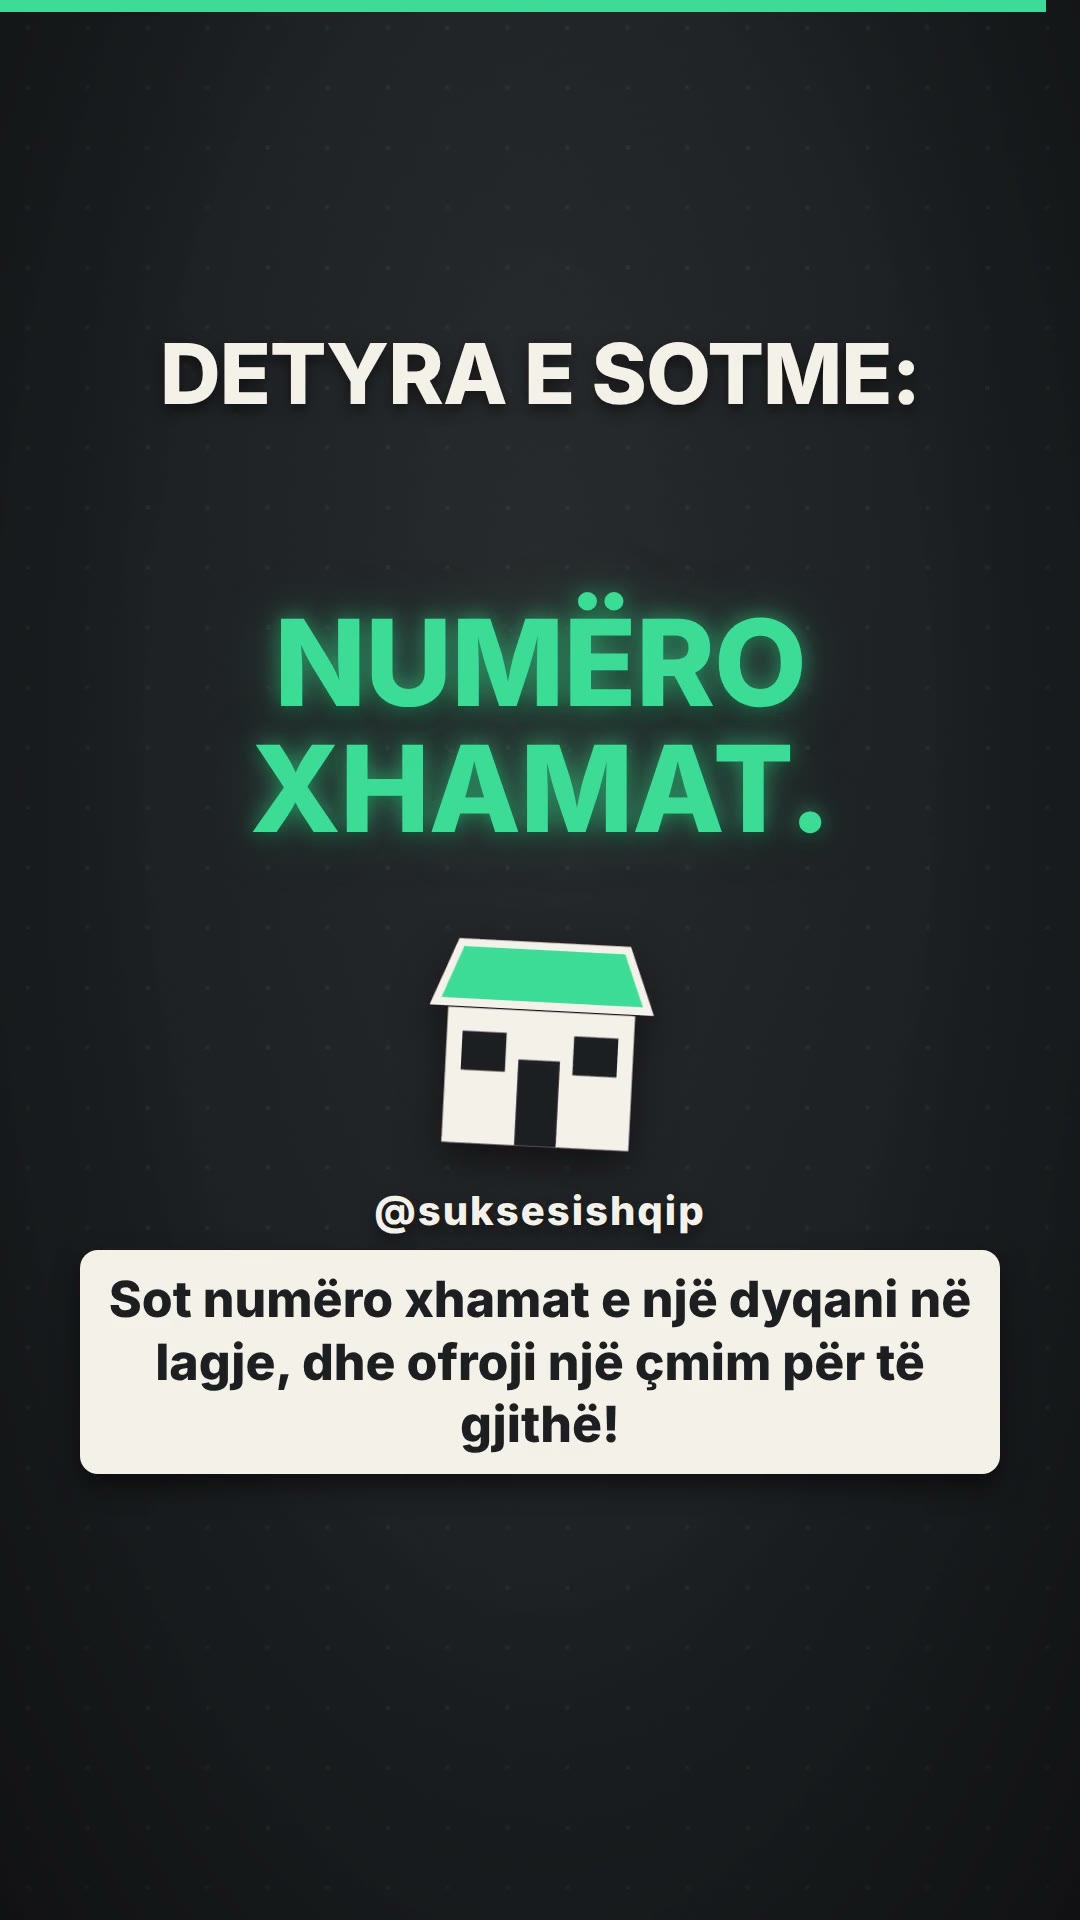 DETYRA E SOTME:
NUMËRO
XHAMAT.
@suksesishqip
Sot numëro xhamat e një dyqani në
lagje, dhe ofroji një çmim për të
gjithë!